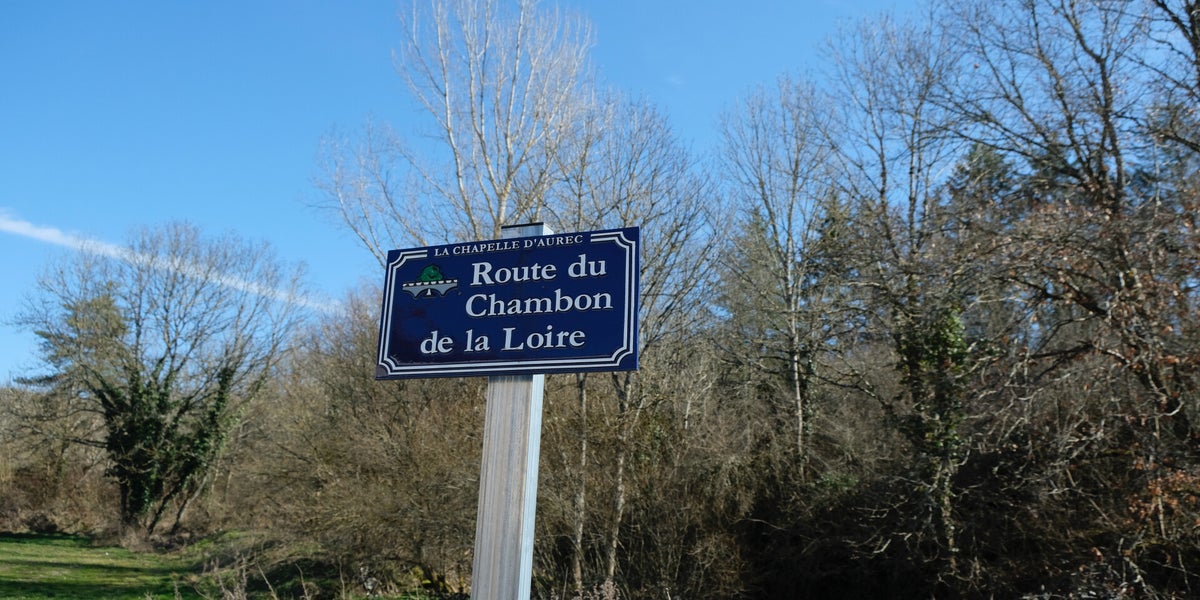 LA CHAPELLE D'AUREC
Route du
Chambon
de la Loire